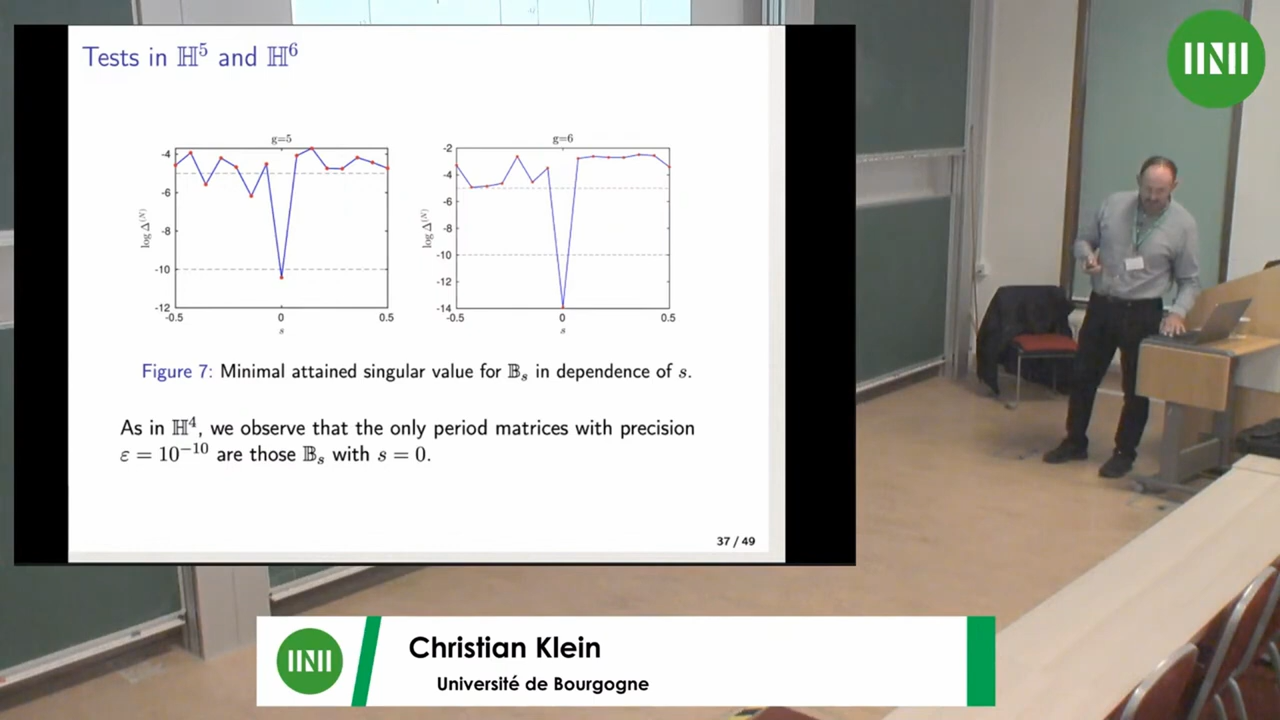 Tests in ℍ⁵ and ℍ⁶
g=5
-4
-6
-8
-10
-12
log Δ⁽ᴺ⁾
-0.5
0
0.5
s
g=6
-2
-4
-6
-8
-10
-12
-14
log Δ⁽ᴺ⁾
-0.5
0
0.5
s
Figure 7: Minimal attained singular value for 𝔹ₛ in dependence of s.
As in ℍ⁴, we observe that the only period matrices with precision
ε = 10⁻¹⁰ are those 𝔹ₛ with s = 0.
37 / 49
Christian Klein
Université de Bourgogne